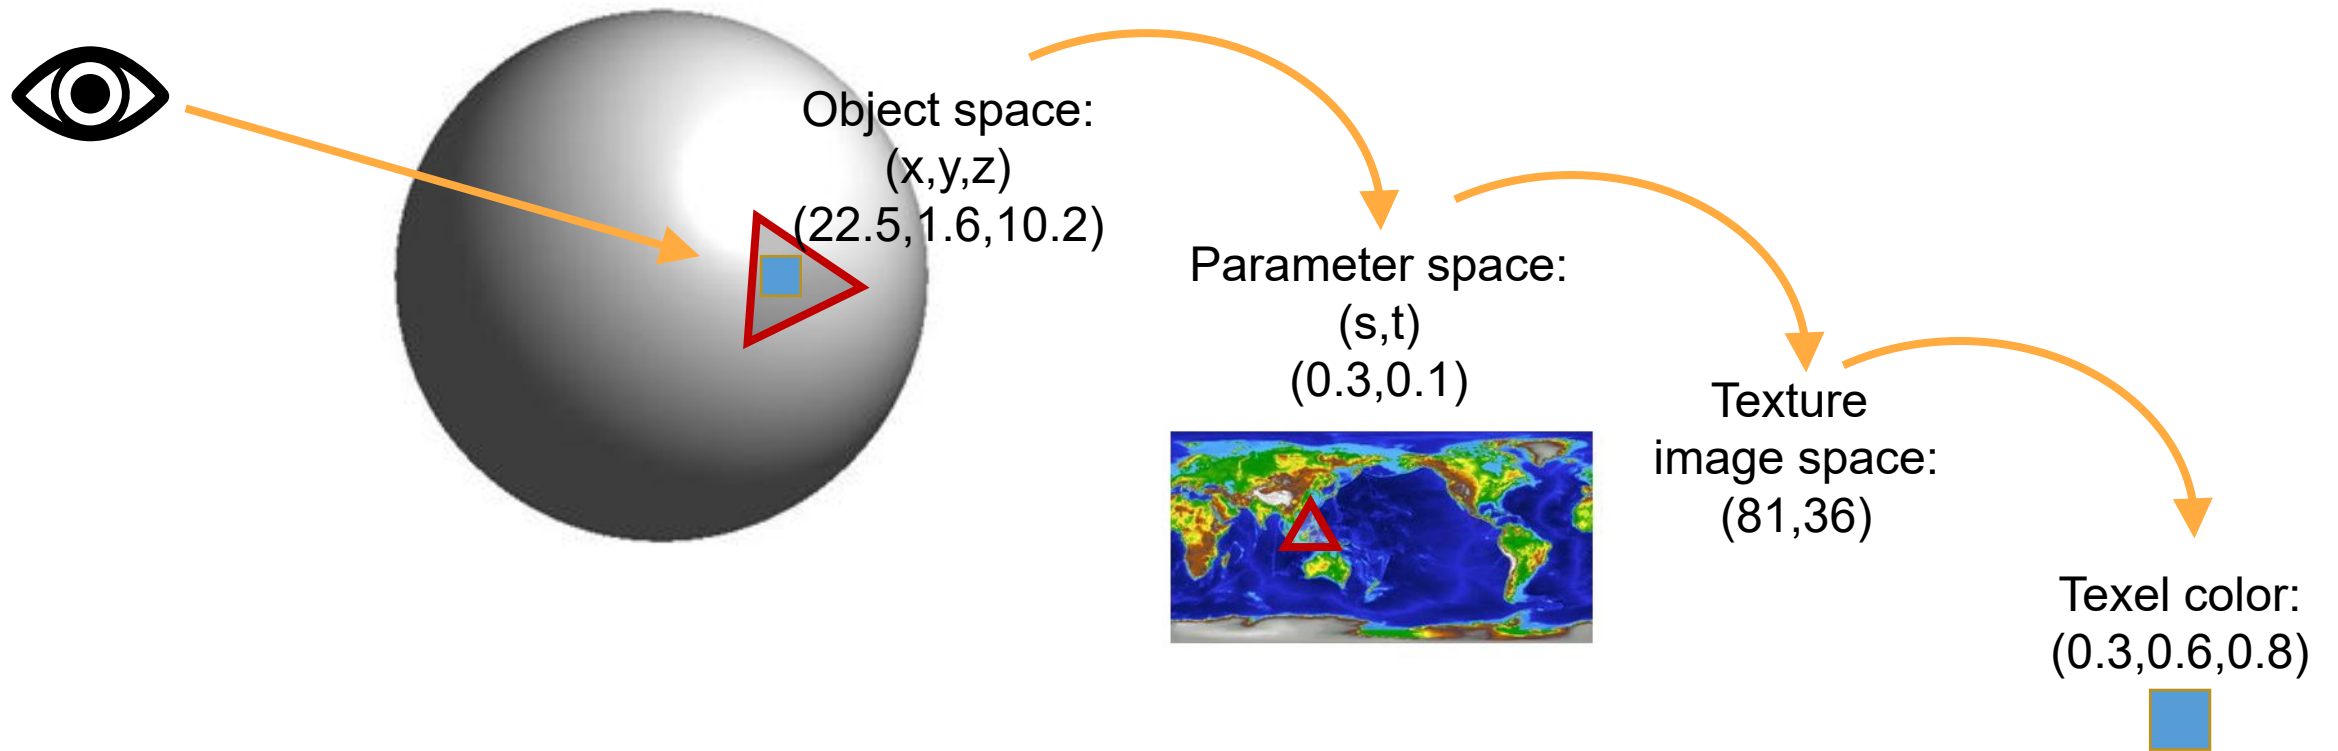 Object space:
(x,y,z)
(22.5,1.6,10.2)
Parameter space:
(s,t)
(0.3,0.1)
Texture
image space:
(81,36)
Texel color:
(0.3,0.6,0.8)